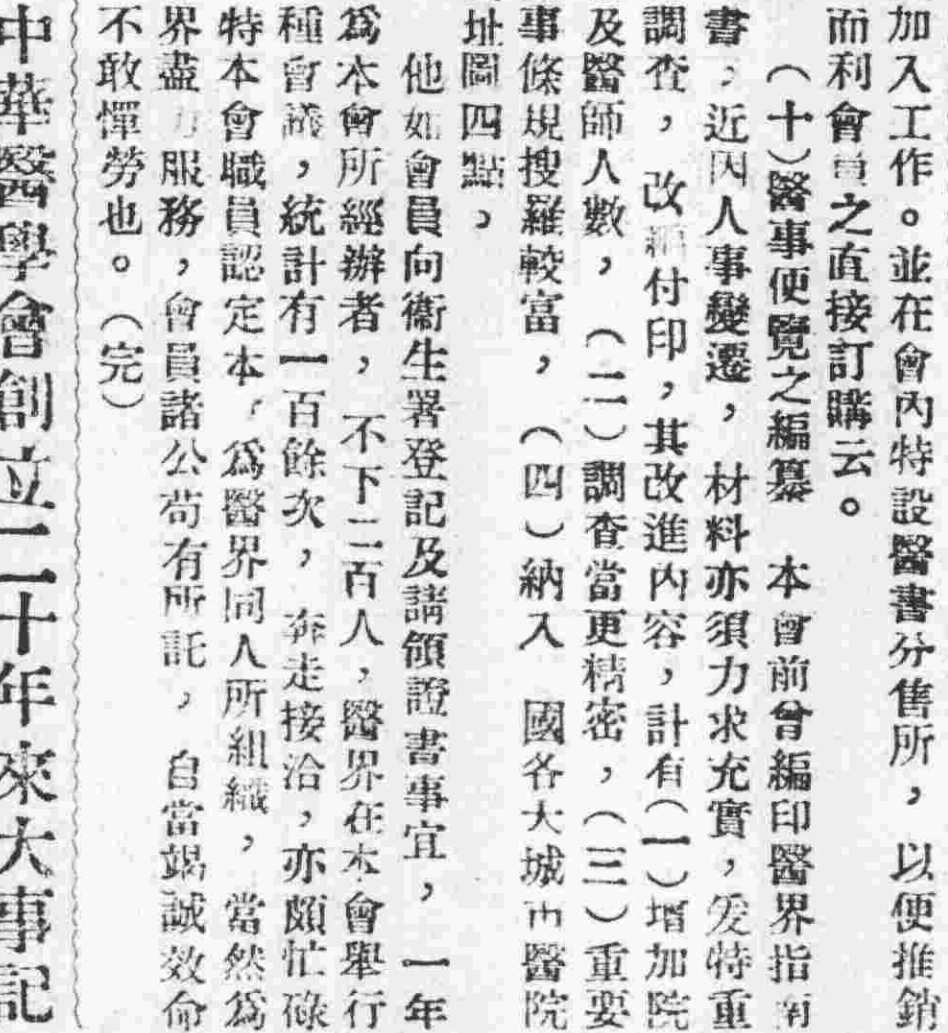 加入工作。並在會內特設醫書分售所，以便推銷
而利會員之直接訂購云。
（十）醫事便覽之編纂　本會前曾編印醫界指南
書，近因人事變遷，材料亦須力求充實，爰特重
調查，改編付印，其改進內容，計有（一）增加院
及醫師人數，（二）調查當更精密，（三）重要
事條規搜羅較富，（四）納入　國各大城市醫院
址圖四點，
他如會員向衞生署登記及請領證書事宜，一年
爲本會所經辦者，不下二百人，醫界在本會舉行
種會議，統計有一百餘次，奔走接洽，亦頗忙碌
特本會職員認定本，爲醫界同人所組織，當然爲
界盡力服務，會員諸公苟有所託，自當竭誠效命
不敢憚勞也。（完）
中華醫學會創立二十年來大事記